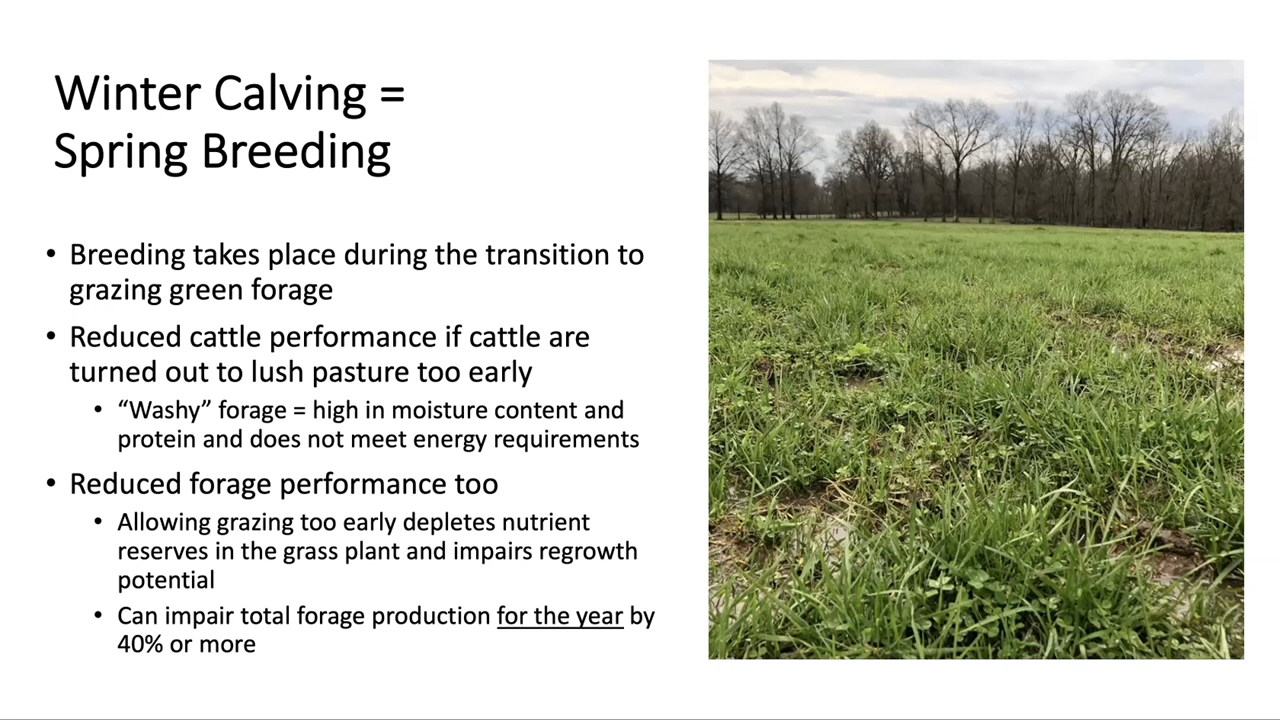 Winter Calving =
Spring Breeding
• Breeding takes place during the transition to
grazing green forage
• Reduced cattle performance if cattle are
turned out to lush pasture too early
• “Washy” forage = high in moisture content and
protein and does not meet energy requirements
• Reduced forage performance too
• Allowing grazing too early depletes nutrient
reserves in the grass plant and impairs regrowth
potential
• Can impair total forage production for the year by
40% or more